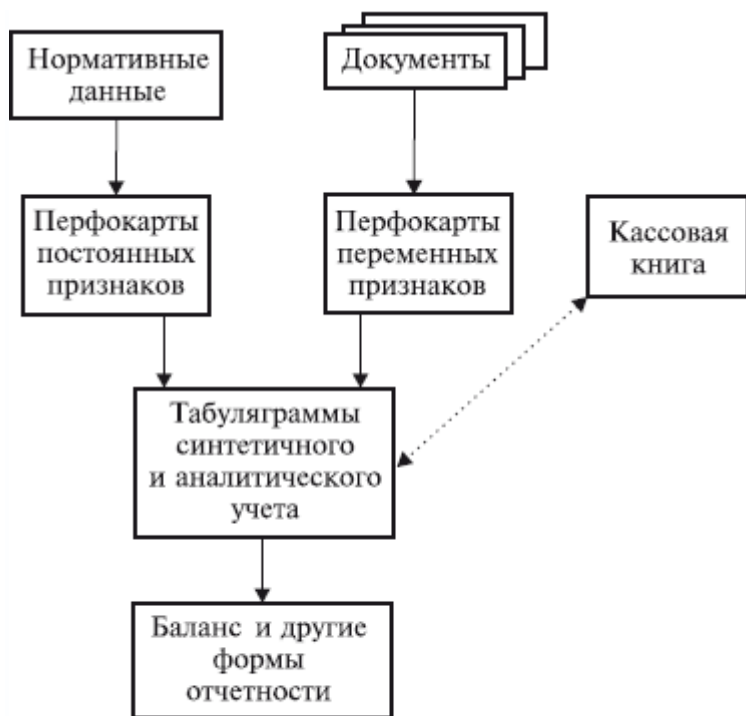 Нормативные
данные
Документы
Перфокарты
постоянных
признаков
Перфокарты
переменных
признаков
Кассовая
книга
Табуляграммы
синтетичного
и аналитического
учета
Баланс и другие
формы
отчетности